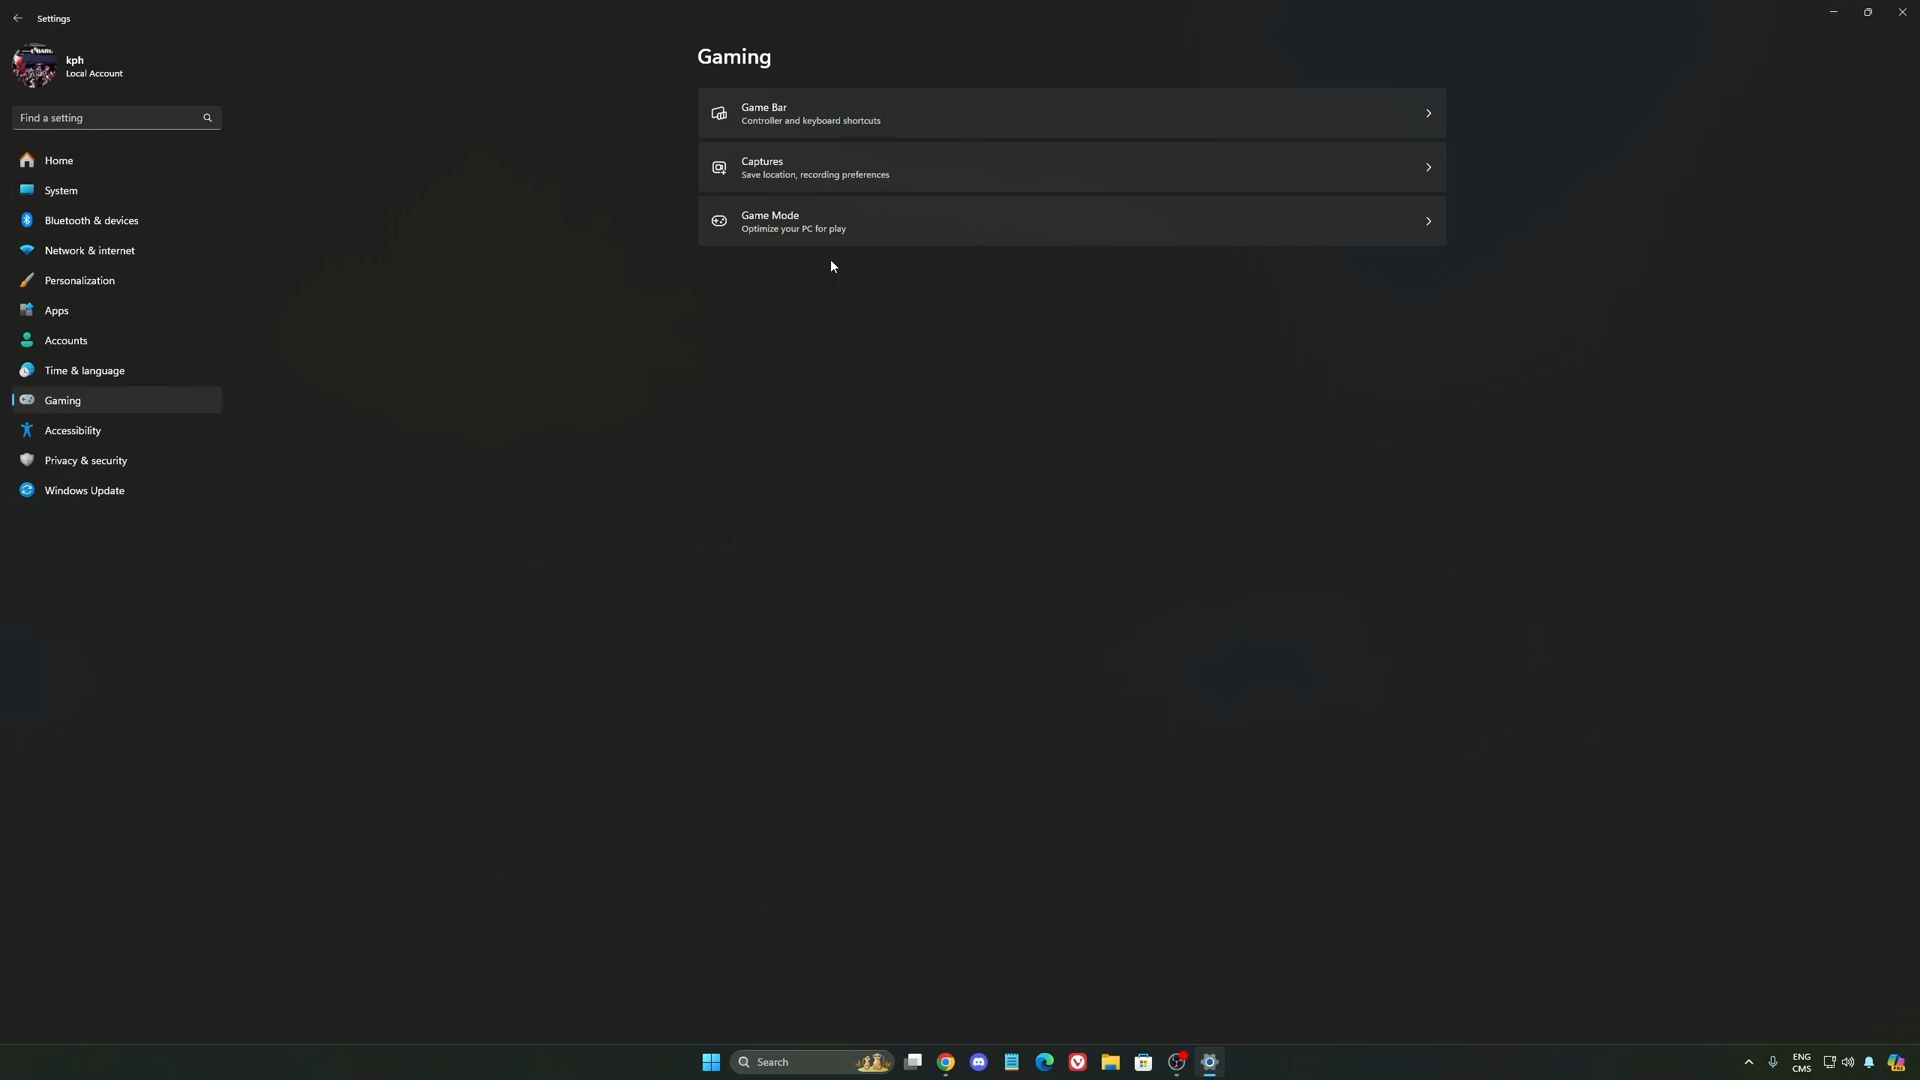 Settings
kph
Local Account
Find a setting
Home
System
Bluetooth & devices
Network & internet
Personalization
Apps
Accounts
Time & language
Gaming
Accessibility
Privacy & security
Windows Update
Gaming
Game Bar
Controller and keyboard shortcuts
Captures
Save location, recording preferences
Game Mode
Optimize your PC for play
Search
ENG
CMS